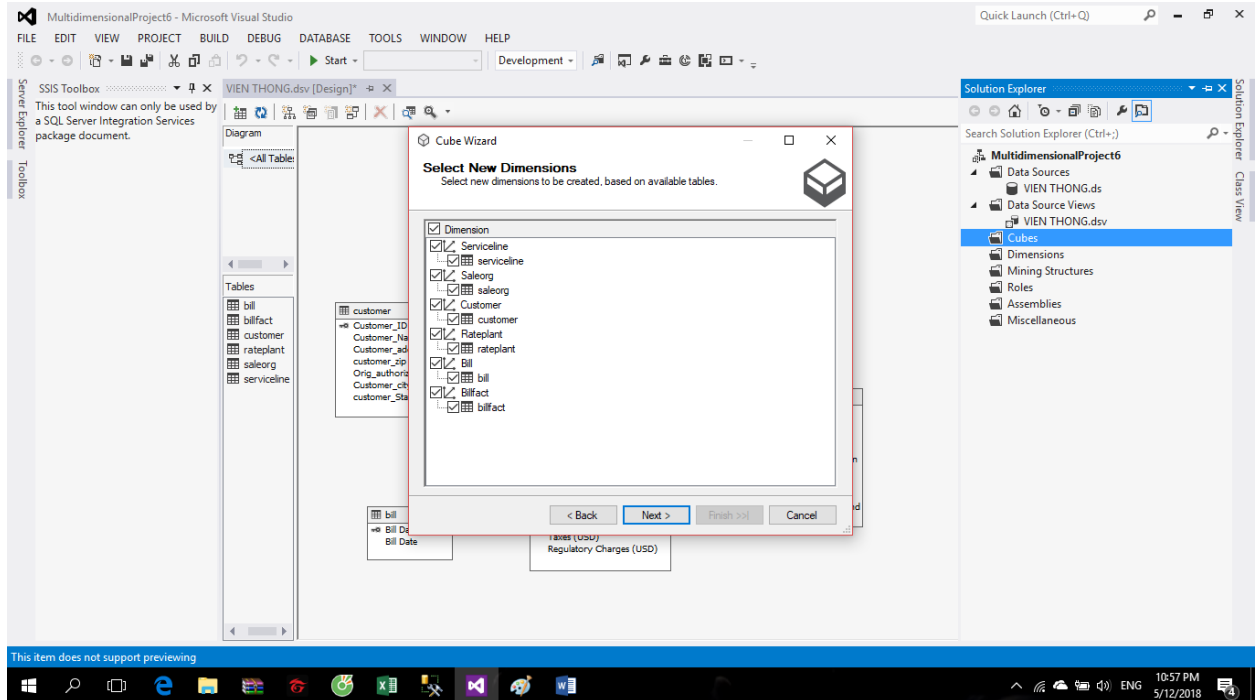 MultidimensionalProject6 - Microsoft Visual Studio
Quick Launch (Ctrl+Q)
FILE EDIT VIEW PROJECT BUILD DEBUG DATABASE TOOLS WINDOW HELP
Start
Development
Server Explorer
Toolbox
SSIS Toolbox
This tool window can only be used by
a SQL Server Integration Services
package document.
VIEN THONG.dsv [Design]*
Diagram
<All Table
Tables
bill
billfact
customer
rateplant
saleorg
serviceline
customer
Customer_ID
Customer_Na
Customer_ad
customer_zip
Orig_authoriz
Customer_cit
customer_Sta
bill
Bill Da
Bill Date
Taxes (USD)
Regulatory Charges (USD)
Cube Wizard
Select New Dimensions
Select new dimensions to be created, based on available tables.
Dimension
Serviceline
serviceline
Saleorg
saleorg
Customer
customer
Rateplant
rateplant
Bill
bill
Billfact
billfact
< Back Next > Finish >>| Cancel
Solution Explorer
Search Solution Explorer (Ctrl+;)
MultidimensionalProject6
Data Sources
VIEN THONG.ds
Data Source Views
VIEN THONG.dsv
Cubes
Dimensions
Mining Structures
Roles
Assemblies
Miscellaneous
Solution Explorer
Class View
This item does not support previewing
ENG
10:57 PM
5/12/2018
4